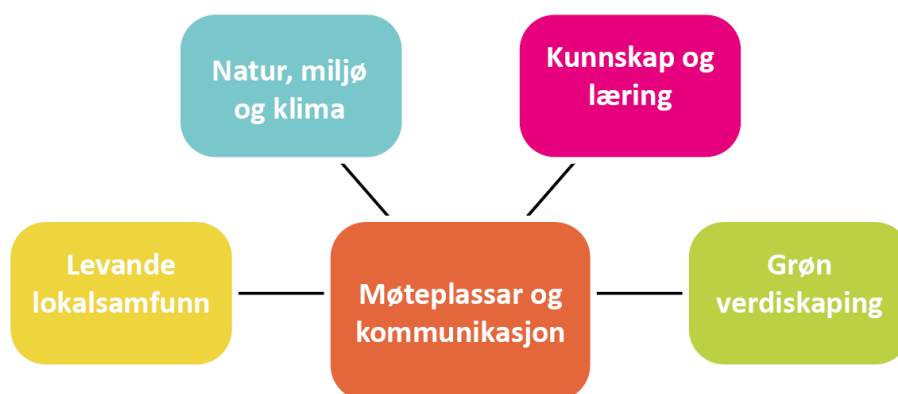 Natur, miljø
og klima
Kunnskap og
læring
Levande
lokalsamfunn
Møteplassar og
kommunikasjon
Grøn
verdiskaping